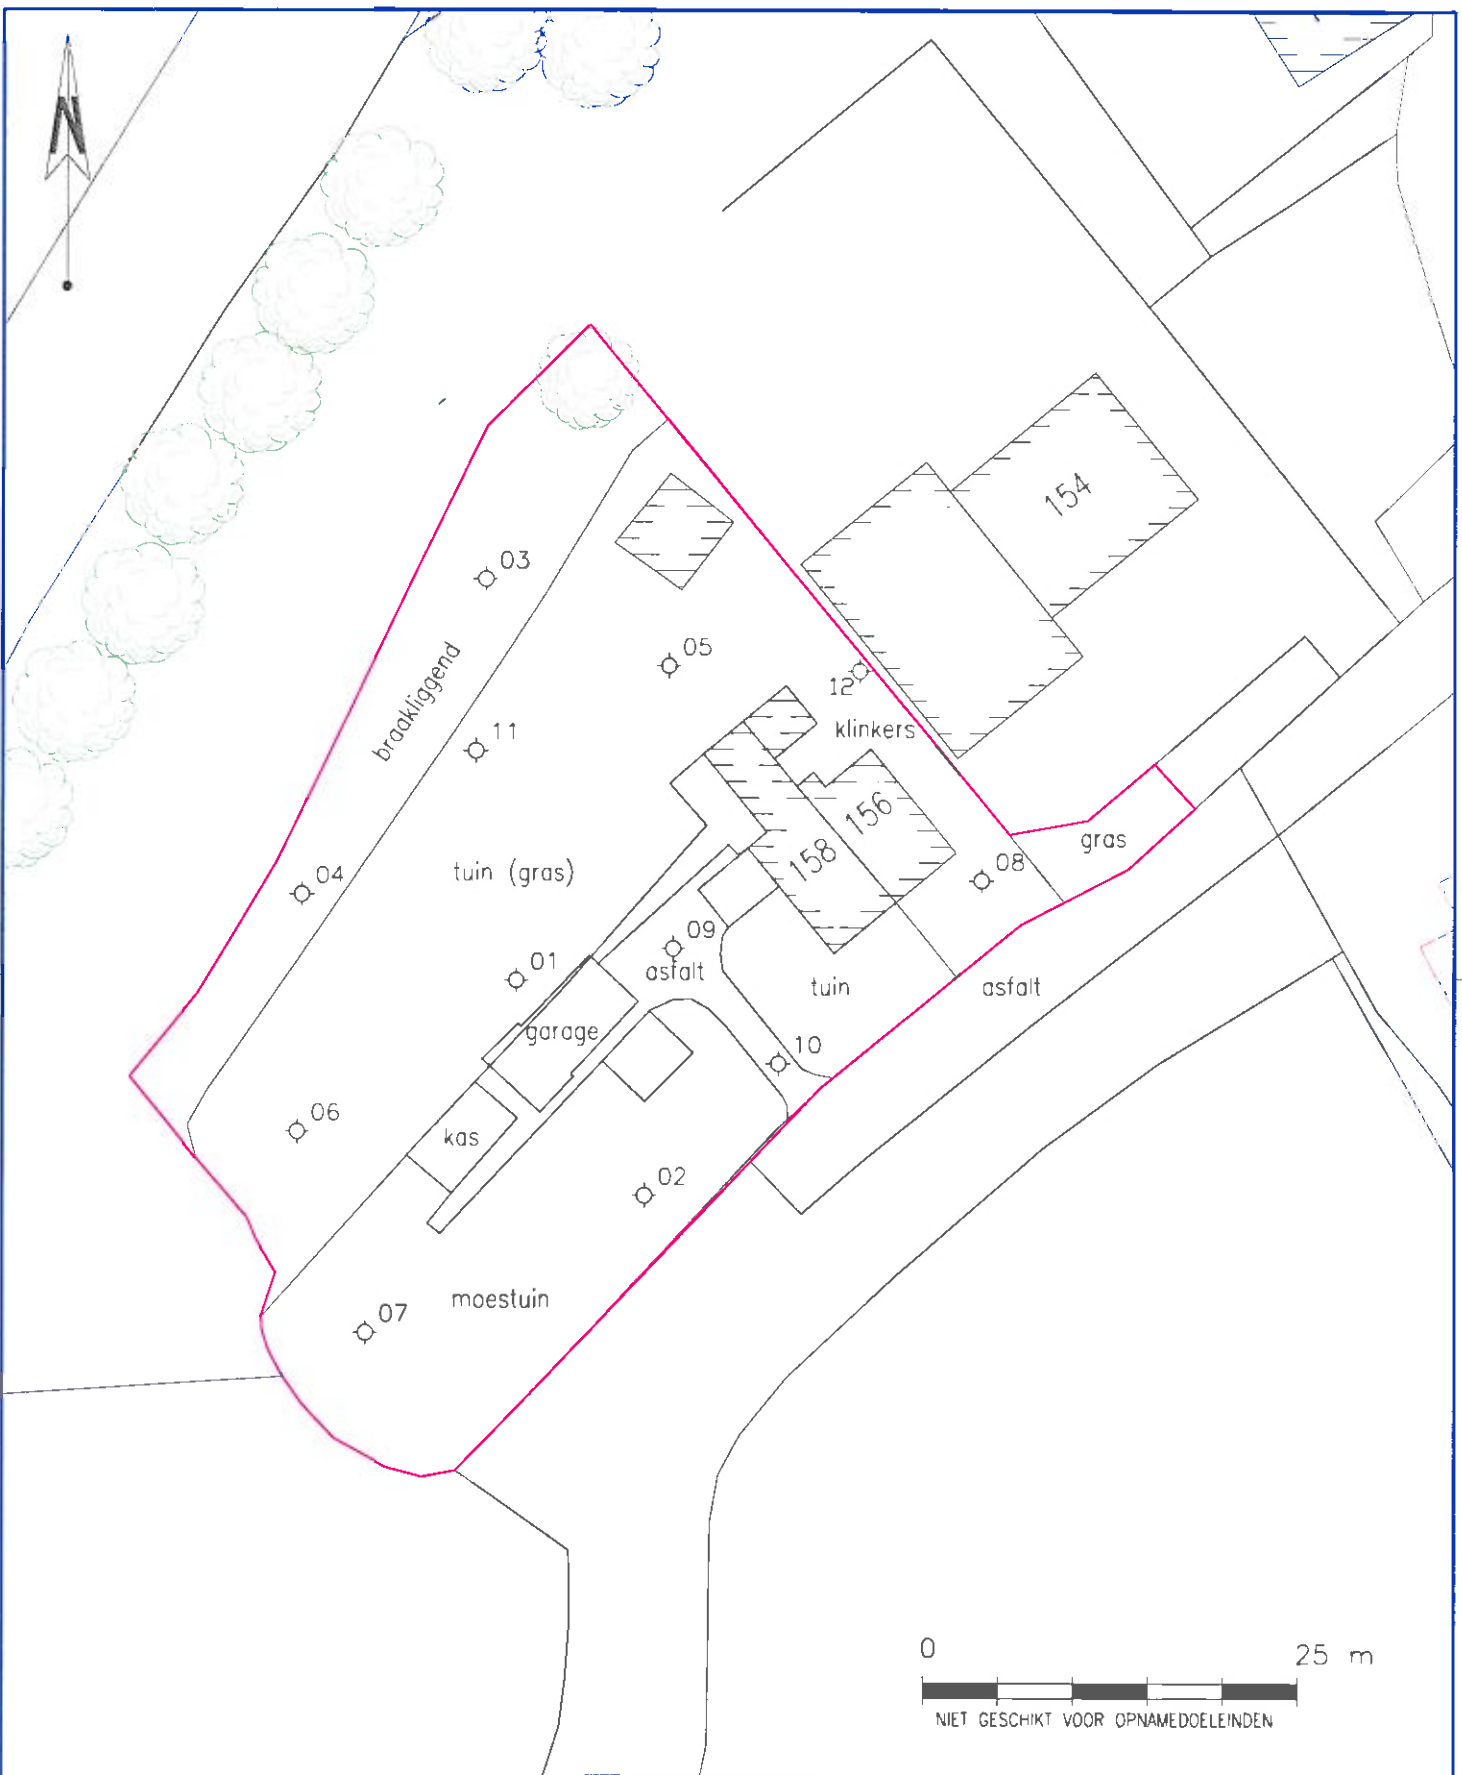 N
154
03
05
braakliggend
12
11
klinkers
156
gras
158
tuin (gras)
08
04
09
01
asfalt
tuin
asfalt
garage
10
06
kas
02
moestuin
07
0
25 m
NIET GESCHIKT VOOR OPNAMEDOELEINDEN